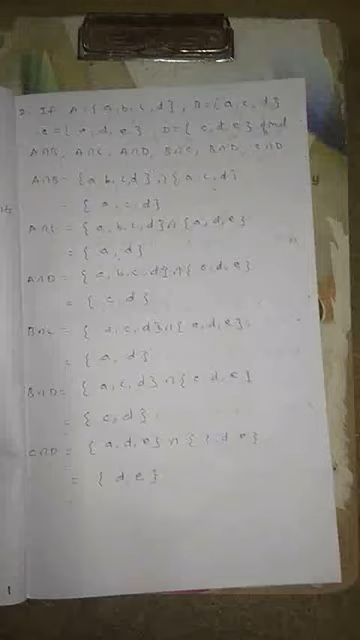 2. If A = {a, b, c, d}, B = {a, c, d}
c = {a, d, e} D = {c, d, e} find
A∩B, A∩C, A∩D, B∩C, B∩D, C∩D
A∩B = {a, b, c, d} ∩ {a, c, d}
= {a, c, d}
A∩C = {a, b, c, d} ∩ {a, d, e}
= {a, d}
A∩D = {a, b, c, d} ∩ {c, d, e}
= {c, d}
B∩C = {a, c, d} ∩ {a, d, e}
= {a, d}
B∩D = {a, c, d} ∩ {c, d, e}
= {c, d}
C∩D = {a, d, e} ∩ {c, d, e}
= {d, e}